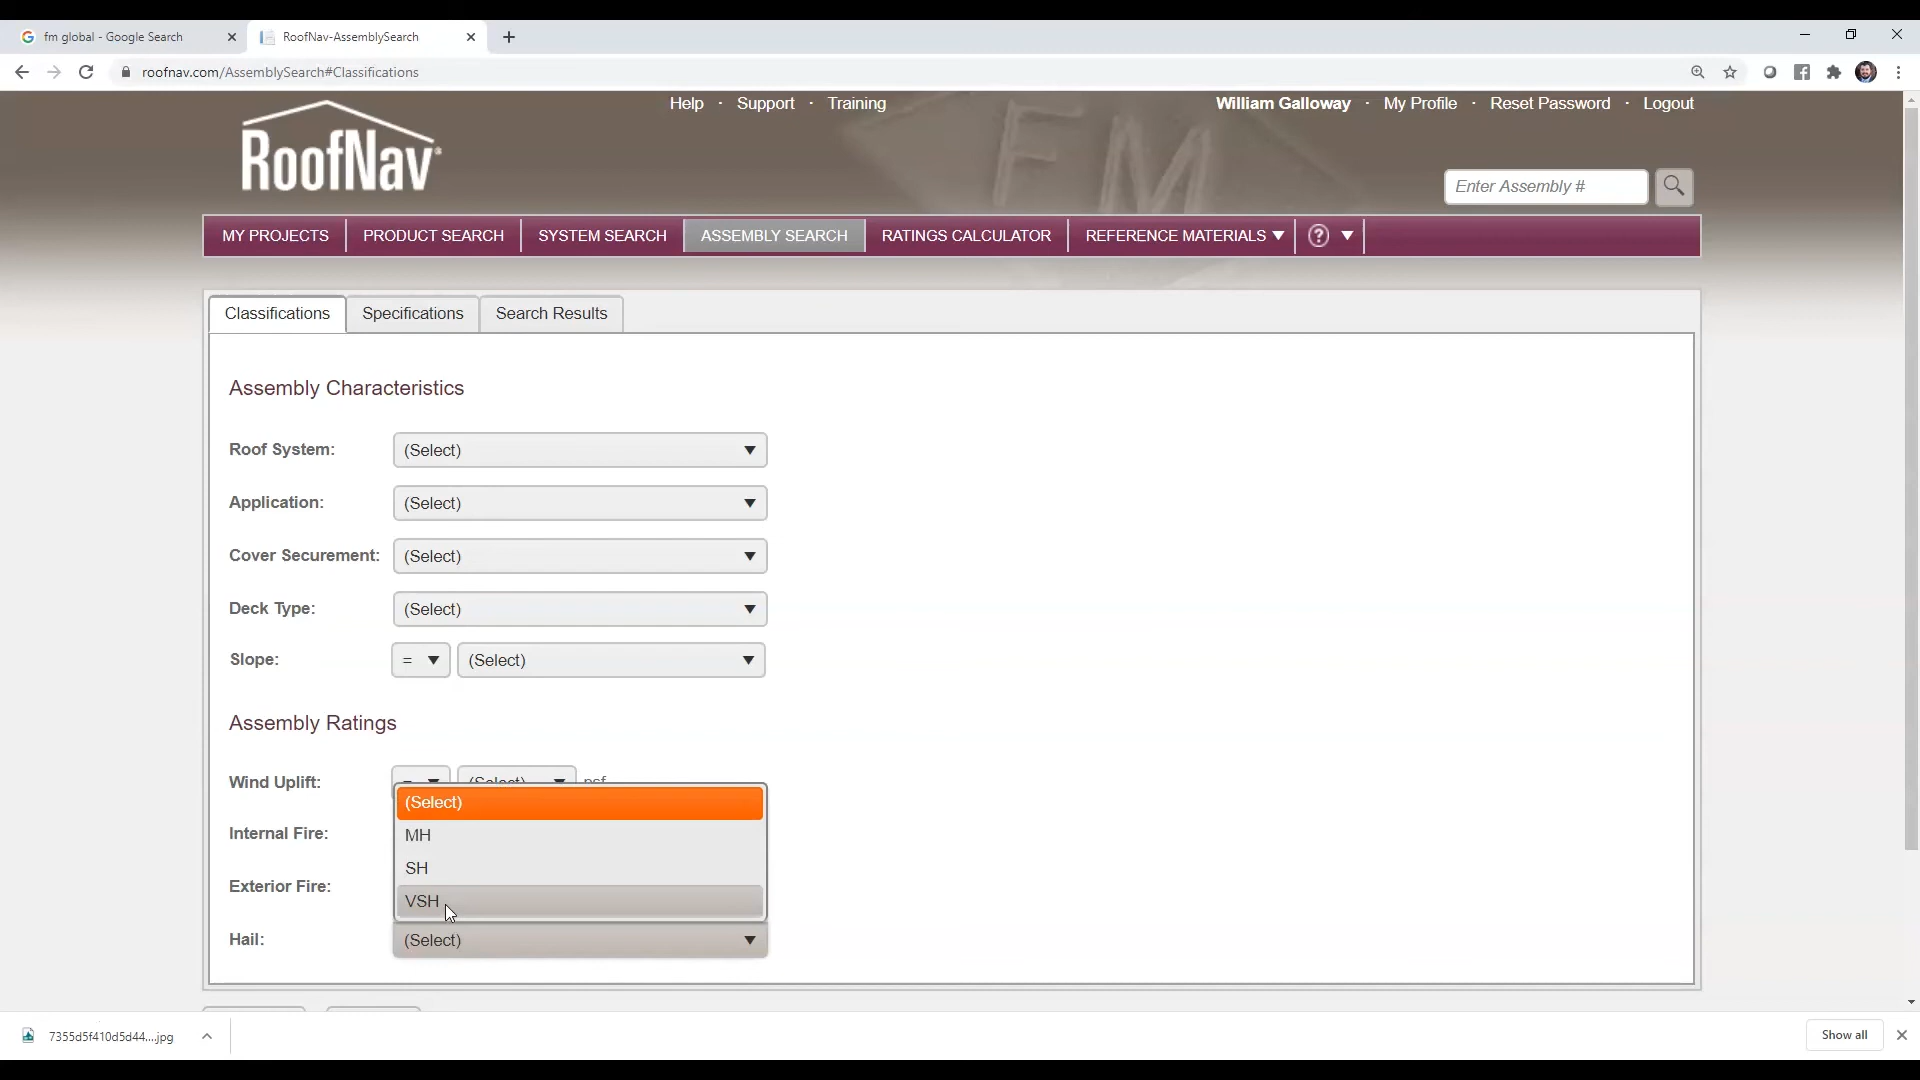 fm global - Google Search
RoofNav-AssemblySearch
roofnav.com/AssemblySearch#Classifications
Help · Support · Training
William Galloway · My Profile · Reset Password · Logout
FM
RoofNav®
Enter Assembly #
MY PROJECTS PRODUCT SEARCH SYSTEM SEARCH ASSEMBLY SEARCH RATINGS CALCULATOR REFERENCE MATERIALS ?
Classifications Specifications Search Results
Assembly Characteristics
Roof System: (Select)
Application: (Select)
Cover Securement: (Select)
Deck Type: (Select)
Slope: = (Select)
Assembly Ratings
Wind Uplift: = (Select) psf
(Select)
Internal Fire: MH
SH
Exterior Fire: VSH
Hail: (Select)
7355d5f410d5d44....jpg
Show all